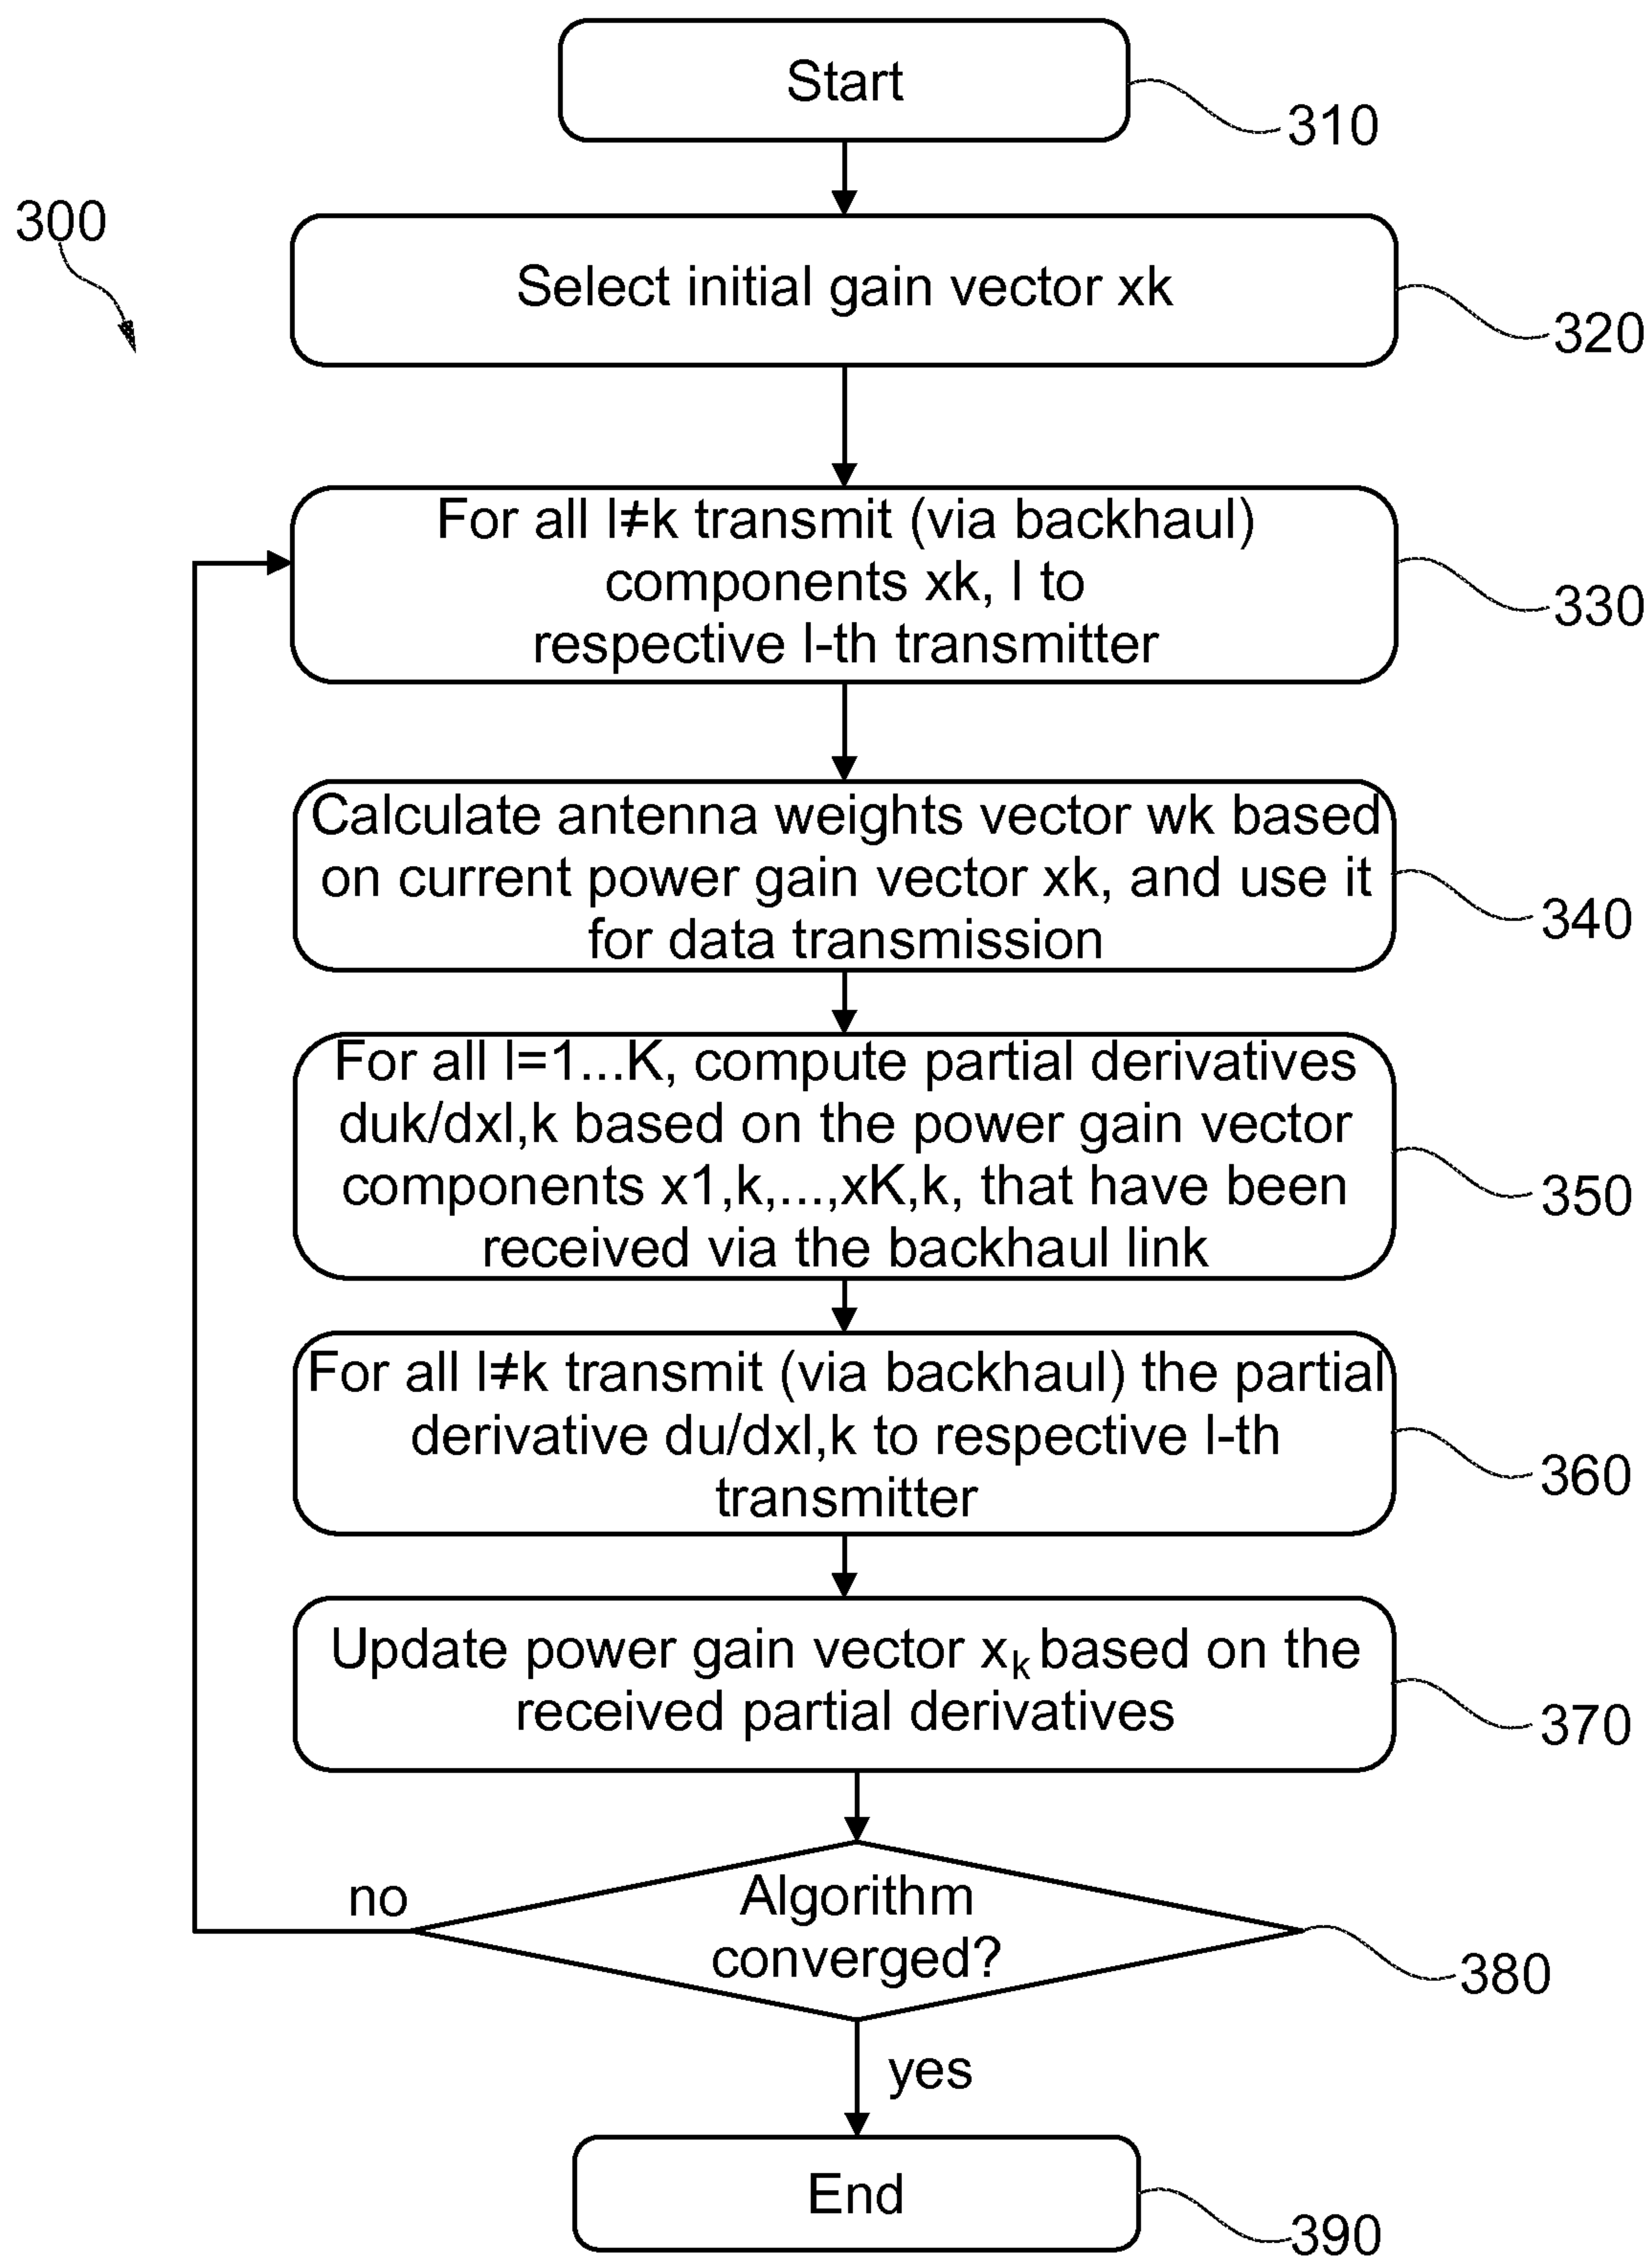 Start
310
300
Select initial gain vector xk
320
For all l≠k transmit (via backhaul)
components xk, l to
respective l-th transmitter
330
Calculate antenna weights vector wk based
on current power gain vector xk, and use it
for data transmission
340
For all l=1...K, compute partial derivatives
duk/dxl,k based on the power gain vector
components x1,k,...,xK,k, that have been
received via the backhaul link
350
For all l≠k transmit (via backhaul) the partial
derivative du/dxl,k to respective l-th
transmitter
360
Update power gain vector xk based on the
received partial derivatives
370
no
Algorithm
converged?
380
yes
End
390